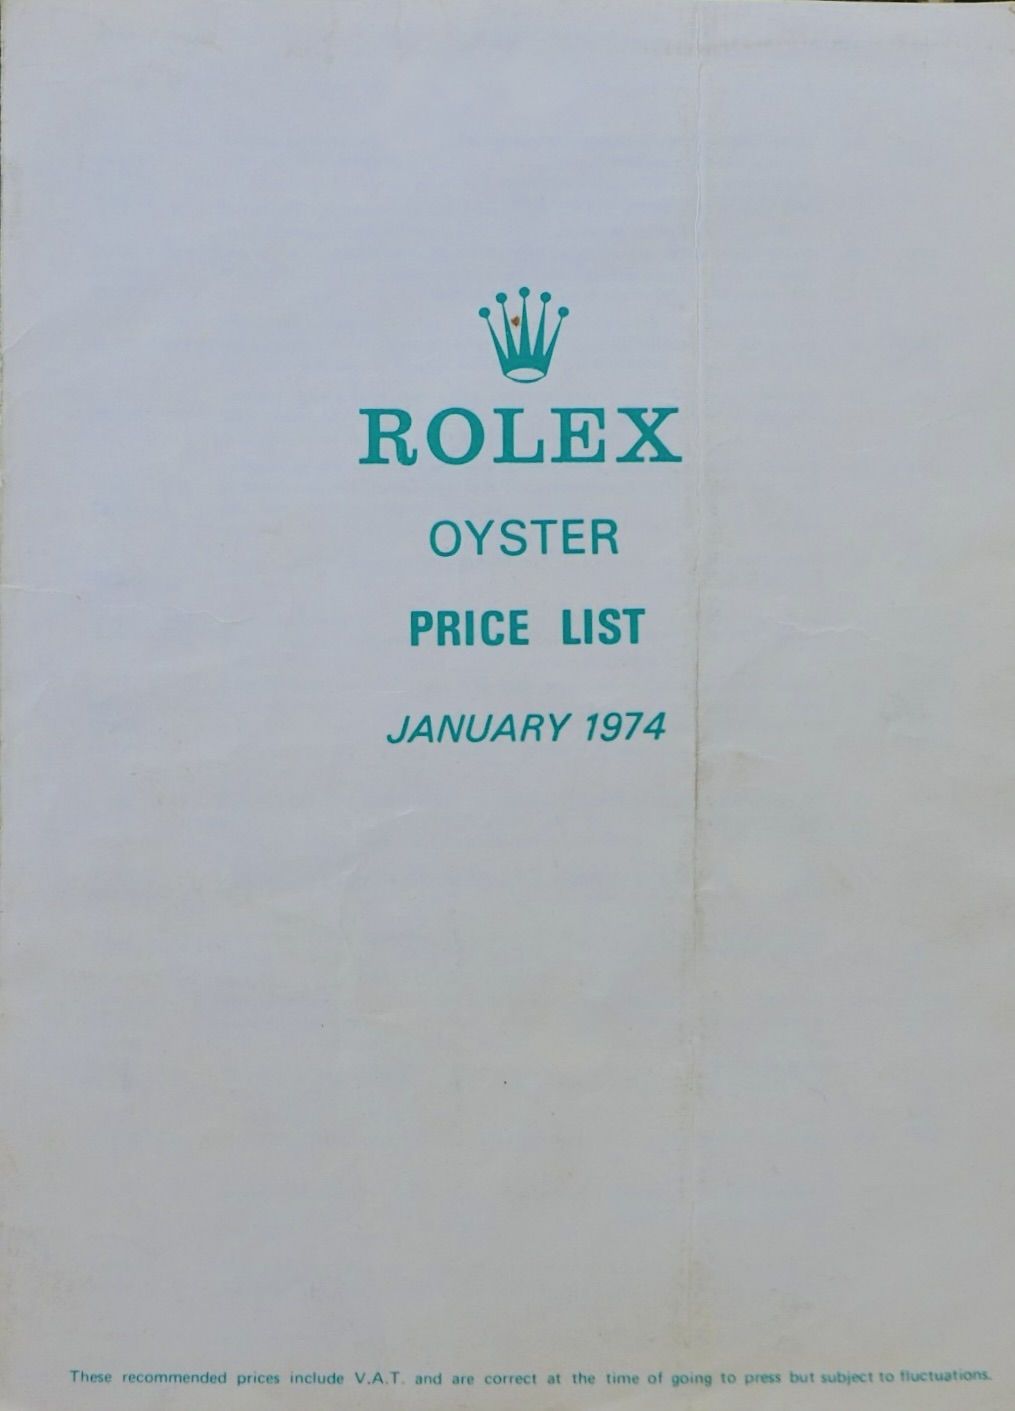 ROLEX
OYSTER
PRICE LIST
JANUARY 1974
These recommended prices include V.A.T. and are correct at the time of going to press but subject to fluctuations.